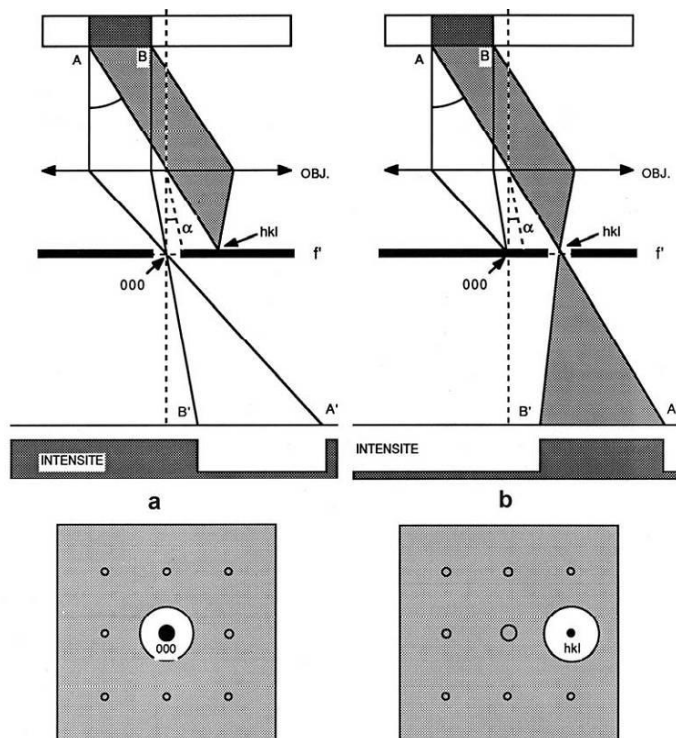 A
B
OBJ.
α
hkl
f'
000
B'
A'
INTENSITE
a
000
A
B
OBJ.
α
hkl
f'
000
B'
A
INTENSITE
b
hkl